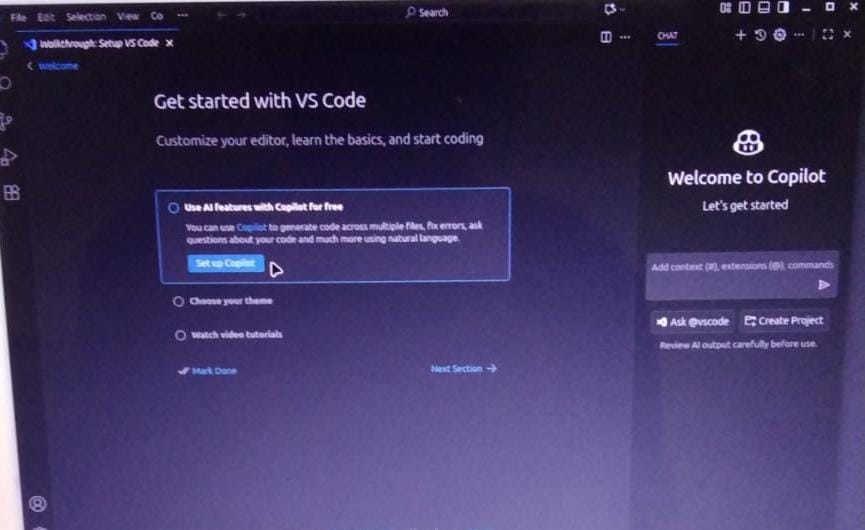 File Edit Selection View Co ...
Search
Walkthrough: Setup VS Code
CHAT
Welcome
Get started with VS Code
Customize your editor, learn the basics, and start coding
Use AI features with Copilot for free
You can use Copilot to generate code across multiple files, fix errors, ask
questions about your code and much more using natural language.
Set up Copilot
Choose your theme
Watch video tutorials
Mark Done
Next Section →
Welcome to Copilot
Let's get started
Add context (#), extensions (@), commands
Ask @vscode Create Project
Review AI output carefully before use.